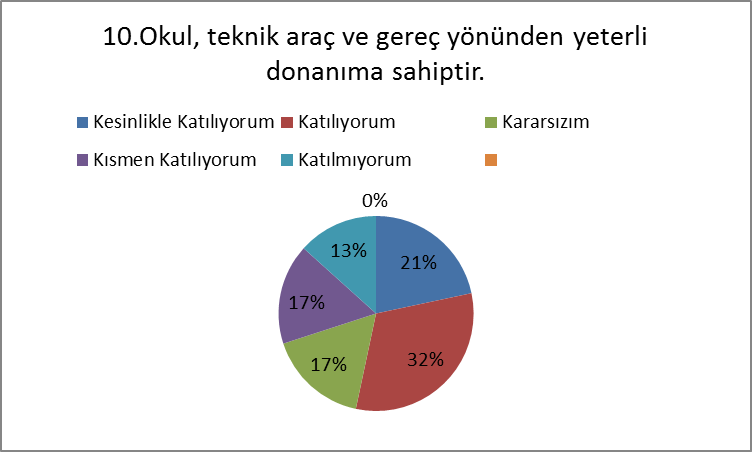 10.Okul, teknik araç ve gereç yönünden yeterli
donanıma sahiptir.
Kesinlikle Katılıyorum Katılıyorum Kararsızım
Kısmen Katılıyorum Katılmıyorum
0%
13% 21%
17%
17% 32%